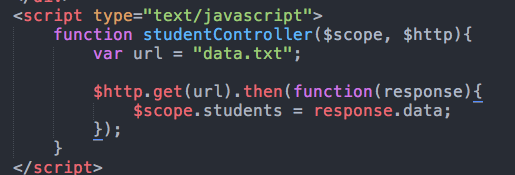 </div>
<script type="text/javascript">
    function studentController($scope, $http){
        var url = "data.txt";

        $http.get(url).then(function(response){
            $scope.students = response.data;
        });
    }
</script>